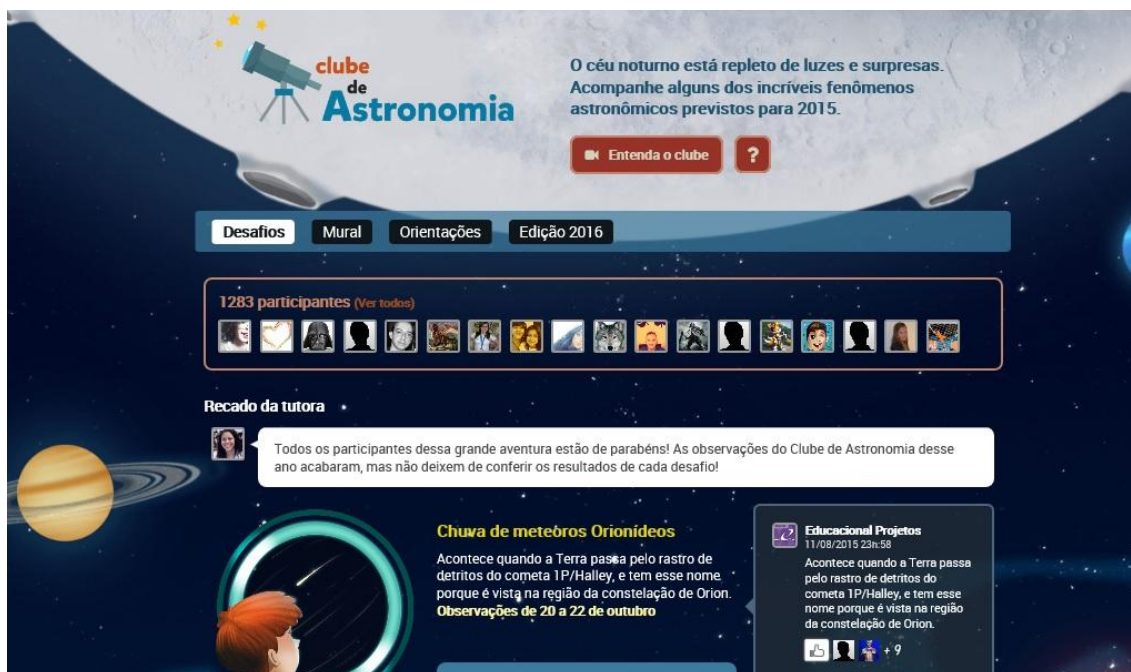 clube
de
Astronomia
O céu noturno está repleto de luzes e surpresas.
Acompanhe alguns dos incríveis fenômenos
astronômicos previstos para 2015.
Entenda o clube
?
Desafios
Mural
Orientações
Edição 2016
1283 participantes (Ver todos)
Recado da tutora
Todos os participantes dessa grande aventura estão de parabéns! As observações do Clube de Astronomia desse
ano acabaram, mas não deixem de conferir os resultados de cada desafio!
Chuva de meteoros Orionídeos
Acontece quando a Terra passa pelo rastro de
detritos do cometa 1P/Halley, e tem esse nome
porque é vista na região da constelação de Orion.
Observações de 20 a 22 de outubro
Educacional Projetos
11/08/2015 23h:58
Acontece quando a Terra passa
pelo rastro de detritos do
cometa 1P/Halley, e tem esse
nome porque é vista na região
da constelação de Orion.
+ 9